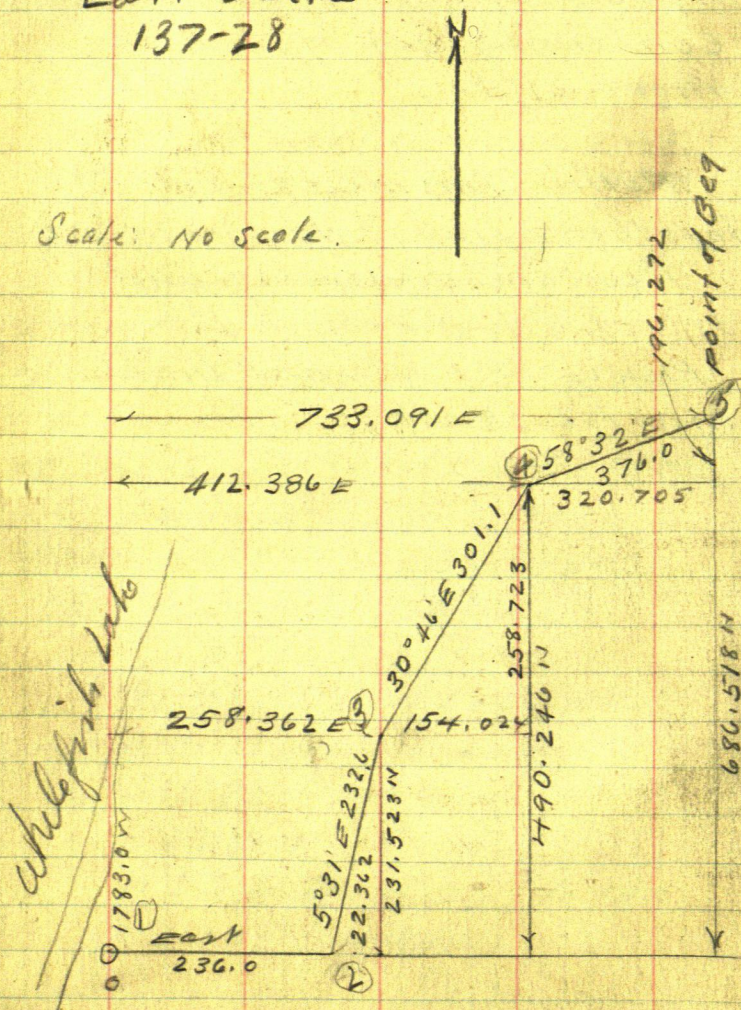 137-28
N
Scale: No scale.
196.272
point of Beg
733.091 E
5
58°32' E
376.0
4
412.386 E
320.705
30°46' E 301.1
258.723
490.246 N
686.518 N
Whitefish Lake
258.362 E
3
154.024
5°31' E 232.6
22.362
231.523 N
1783.0 W
1
East
236.0
2
0